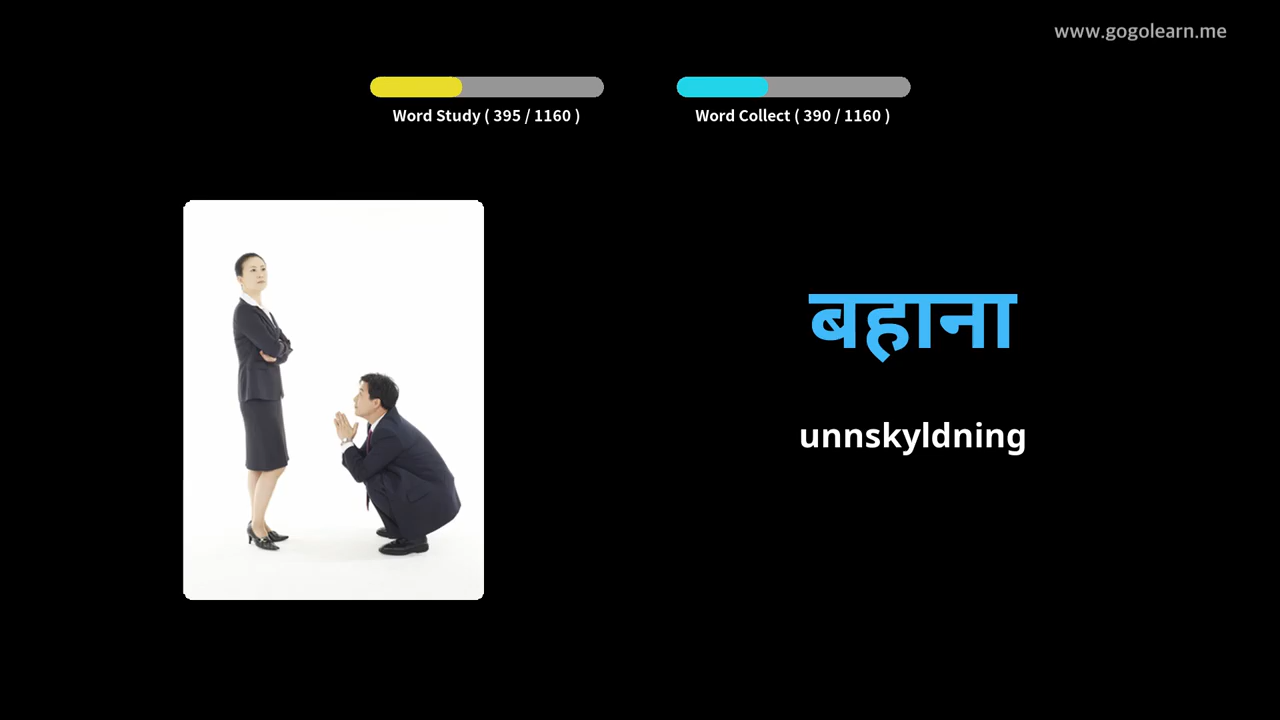 www.gogolearn.me
Word Study ( 395 / 1160 )
Word Collect ( 390 / 1160 )
बहाना
unnskyldning